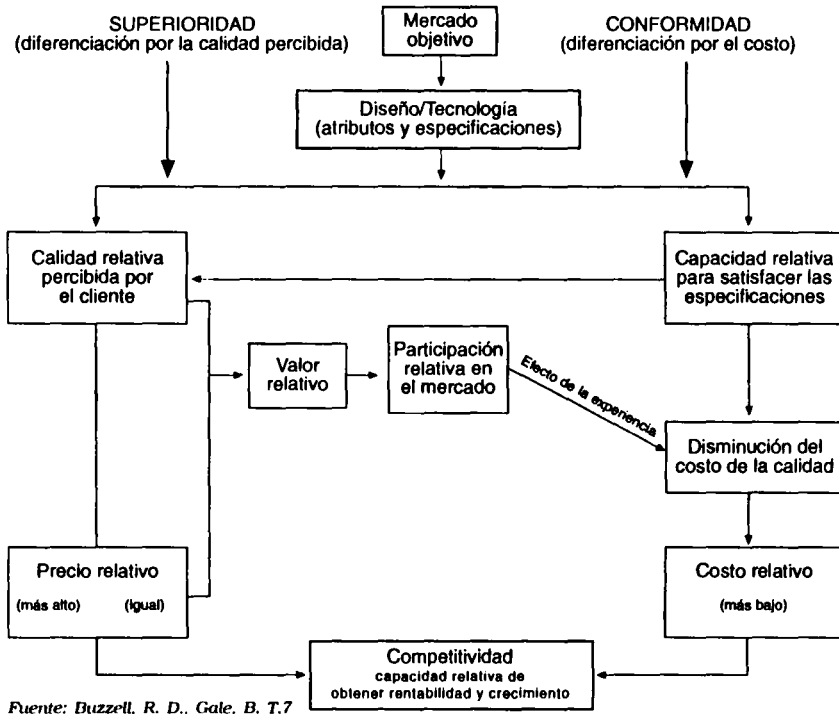 SUPERIORIDAD
(diferenciación por la calidad percibida)
Mercado
objetivo
CONFORMIDAD
(diferenciación por el costo)
Diseño/Tecnología
(atributos y especificaciones)
Calidad relativa
percibida por
el cliente
Capacidad relativa
para satisfacer las
especificaciones
Valor
relativo
Participación
relativa en
el mercado
Efecto de la experiencia
Disminución del
costo de la calidad
Precio relativo
(más alto) (igual)
Costo relativo
(más bajo)
Competitividad
capacidad relativa de
obtener rentabilidad y crecimiento
Fuente: Buzzell, R. D., Gale, B. T.7